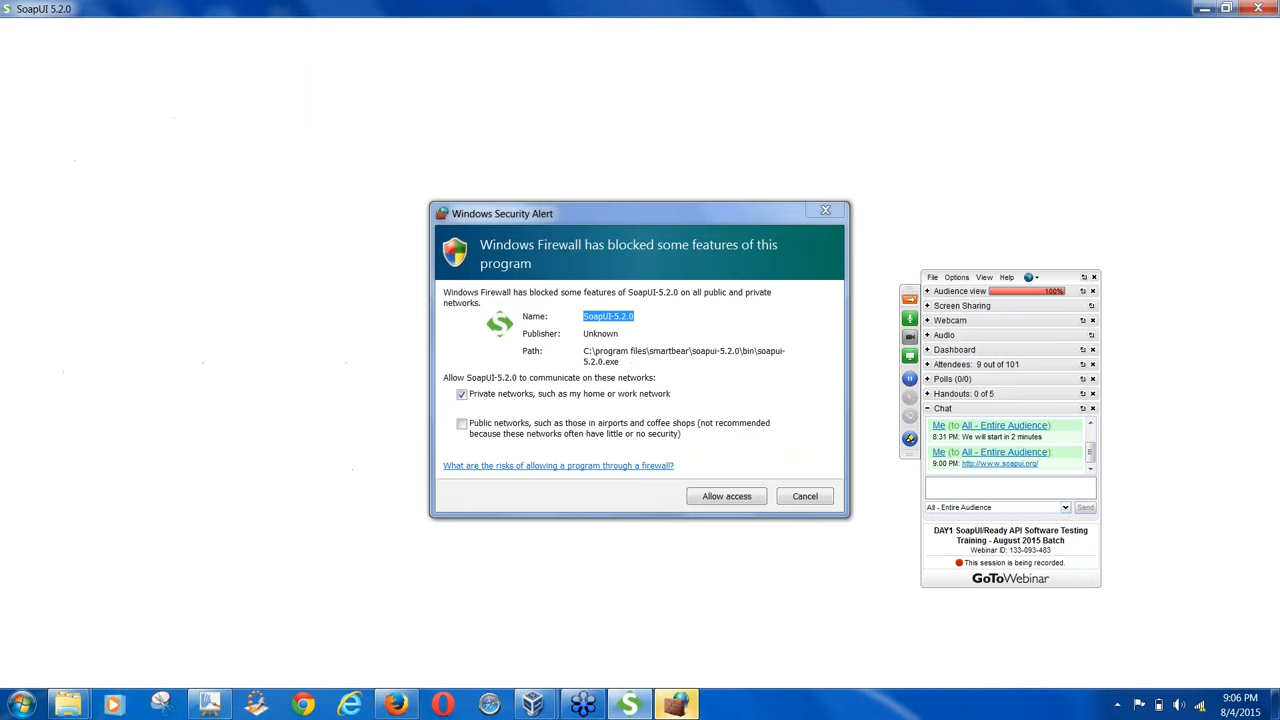 SoapUI 5.2.0
Windows Security Alert
Windows Firewall has blocked some features of this
program
Windows Firewall has blocked some features of SoapUI-5.2.0 on all public and private
networks.
Name: SoapUI-5.2.0
Publisher: Unknown
Path: C:\program files\smartbear\soapui-5.2.0\bin\soapui-
5.2.0.exe
Allow SoapUI-5.2.0 to communicate on these networks:
Private networks, such as my home or work network
Public networks, such as those in airports and coffee shops (not recommended
because these networks often have little or no security)
What are the risks of allowing a program through a firewall?
Allow access Cancel
File Options View Help
Audience view 100%
Screen Sharing
Webcam
Audio
Dashboard
Attendees: 9 out of 101
Polls (0/0)
Handouts: 0 of 5
Chat
Me (to All - Entire Audience):
8:31 PM: We will start in 2 minutes
Me (to All - Entire Audience):
9:00 PM: http://www.soapui.org/
All - Entire Audience Send
DAY1 SoapUI/Ready API Software Testing
Training - August 2015 Batch
Webinar ID: 133-093-483
This session is being recorded.
GoToWebinar
9:06 PM
8/4/2015